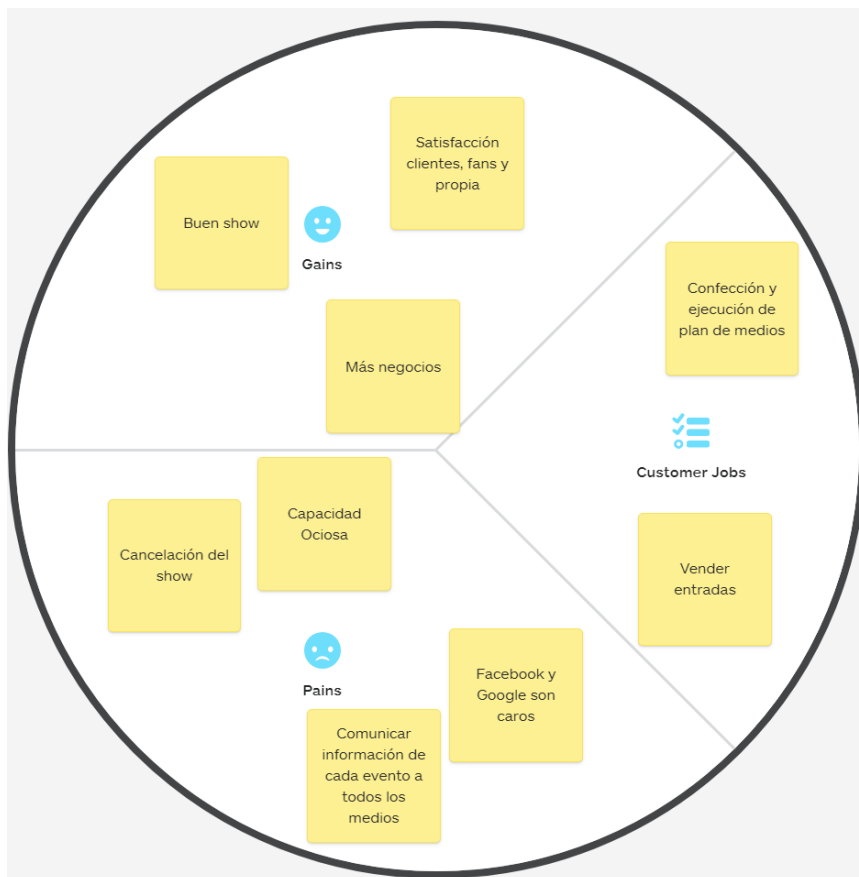 Satisfacción
clientes, fans y
propia
Buen show
Gains
Más negocios
Confección y
ejecución de
plan de medios
Customer Jobs
Vender
entradas
Capacidad
Ociosa
Cancelación del
show
Pains
Facebook y
Google son
caros
Comunicar
información de
cada evento a
todos los
medios